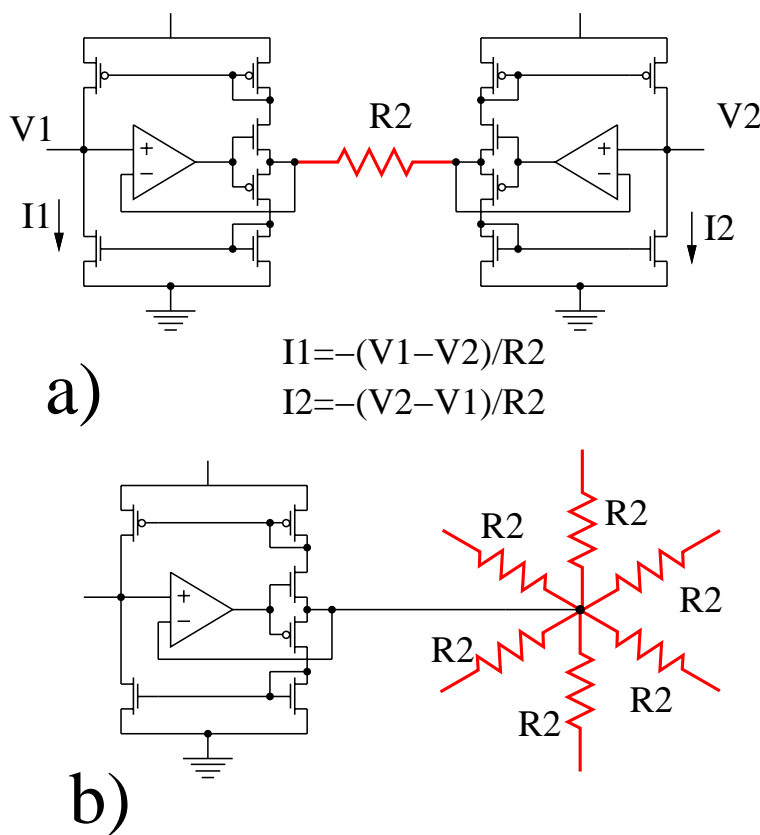 R2
V1
V2
+
−
+
−
I1
I2
I1=−(V1−V2)/R2
I2=−(V2−V1)/R2
a)
R2
R2
R2
+
−
R2
R2
R2
b)